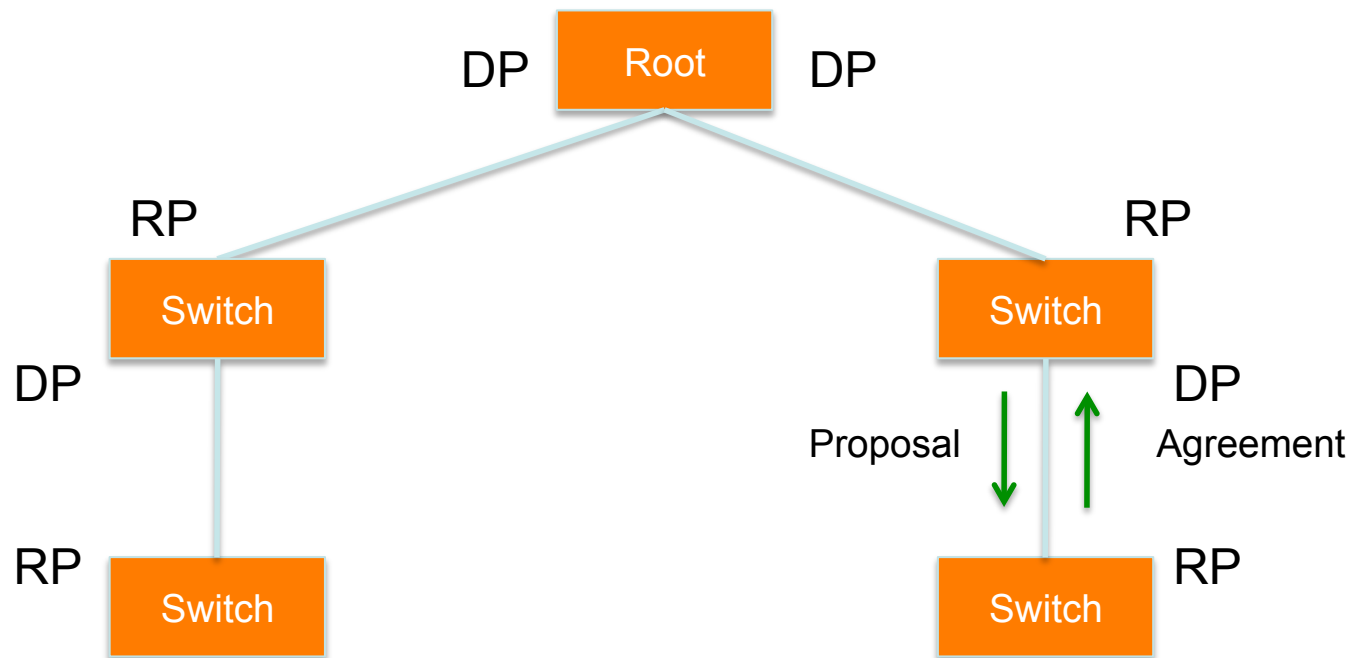 DP
Root
DP
RP
RP
Switch
Switch
DP
DP
Proposal
Agreement
RP
RP
Switch
Switch